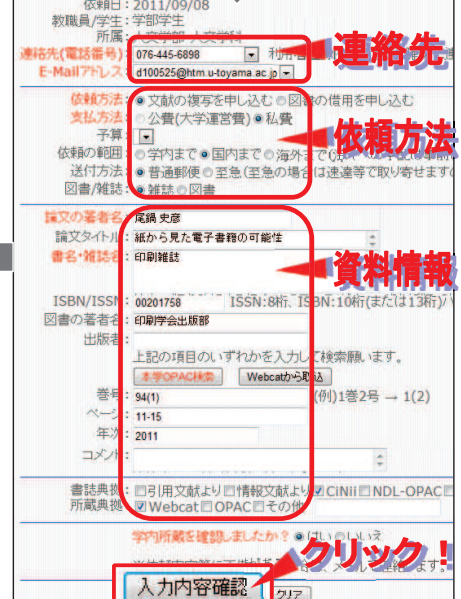 依頼日: 2011/09/08
教職員/学生: 学部学生
所属:
連絡先(電話番号): 076-445-6898
連絡先
E-Mailアドレス: d100525@htm.u-toyama.ac.jp
依頼方法: 文献の複写を申し込む 図書の借用を申し込む
支払方法: 公費(大学運営費) 私費
予算:
依頼方法
依頼の範囲: 学内まで 国内まで 海外まで
送付方法: 普通郵便 至急(至急の場合は速達等で取り寄せます
図書/雑誌: 雑誌 図書
論文の著者名: 尾鍋 史彦
論文タイトル: 紙から見た電子書籍の可能性
書名・雑誌名: 印刷雑誌
資料情報
ISBN/ISSN: 00201758 ISSN:8桁、ISBN:10桁(または13桁)
図書の著者名: 印刷学会出版部
出版者:
上記の項目のいずれかを入力して検索願います。
本学OPAC検索 Webcatから取込
巻号: 94(1) (例)1巻2号 → 1(2)
ページ: 11-15
年次: 2011
コメント:
書誌典拠: 引用文献より 情報文献より CiNii NDL-OPAC
所蔵典拠: Webcat OPAC その他
学内所蔵を確認しましたか? はい いいえ
クリック!
入力内容確認 クリア